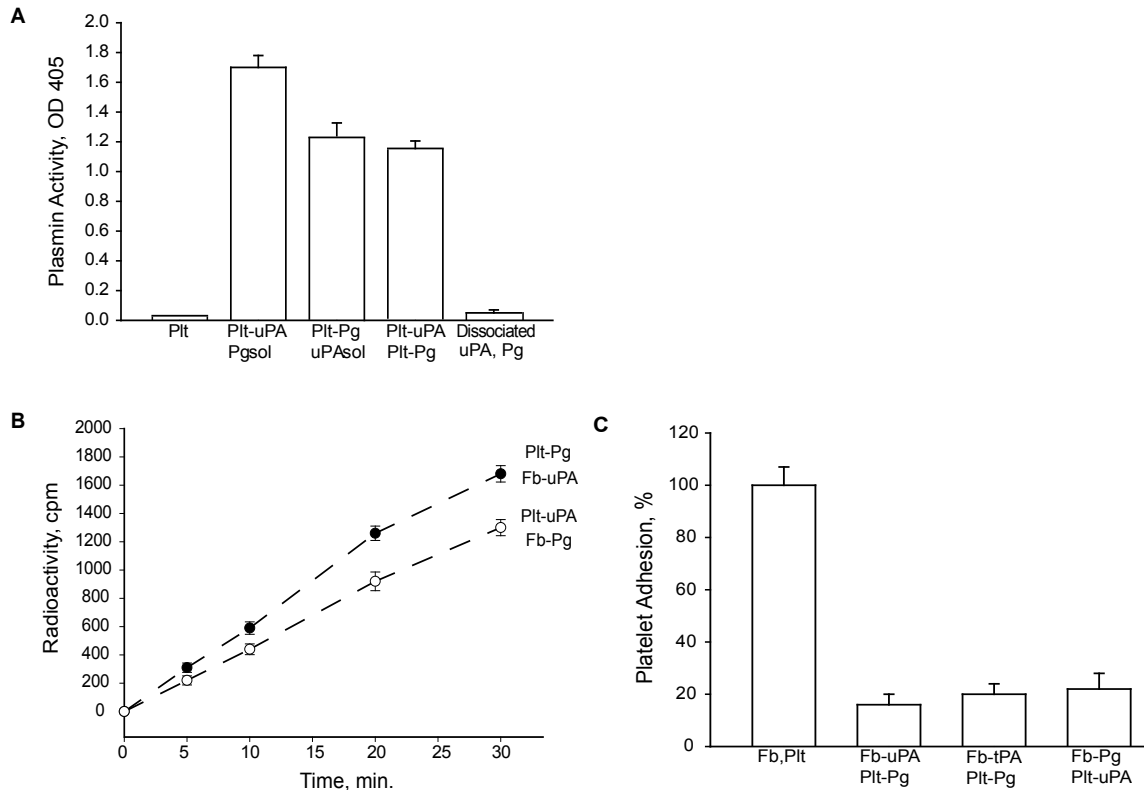 A
Plasmin Activity, OD 405
2.0
1.8
1.6
1.4
1.2
1.0
0.8
0.6
0.4
0.2
0.0
Plt
Plt-uPA
Pgsol
Plt-Pg
uPAsol
Plt-uPA
Plt-Pg
Dissociated
uPA, Pg
B
Radioactivity, cpm
2000
1800
1600
1400
1200
1000
800
600
400
200
0
Plt-Pg
Fb-uPA
Plt-uPA
Fb-Pg
0 5 10 15 20 25 30
Time, min.
C
Platelet Adhesion, %
120
100
80
60
40
20
0
Fb,Plt
Fb-uPA
Plt-Pg
Fb-tPA
Plt-Pg
Fb-Pg
Plt-uPA